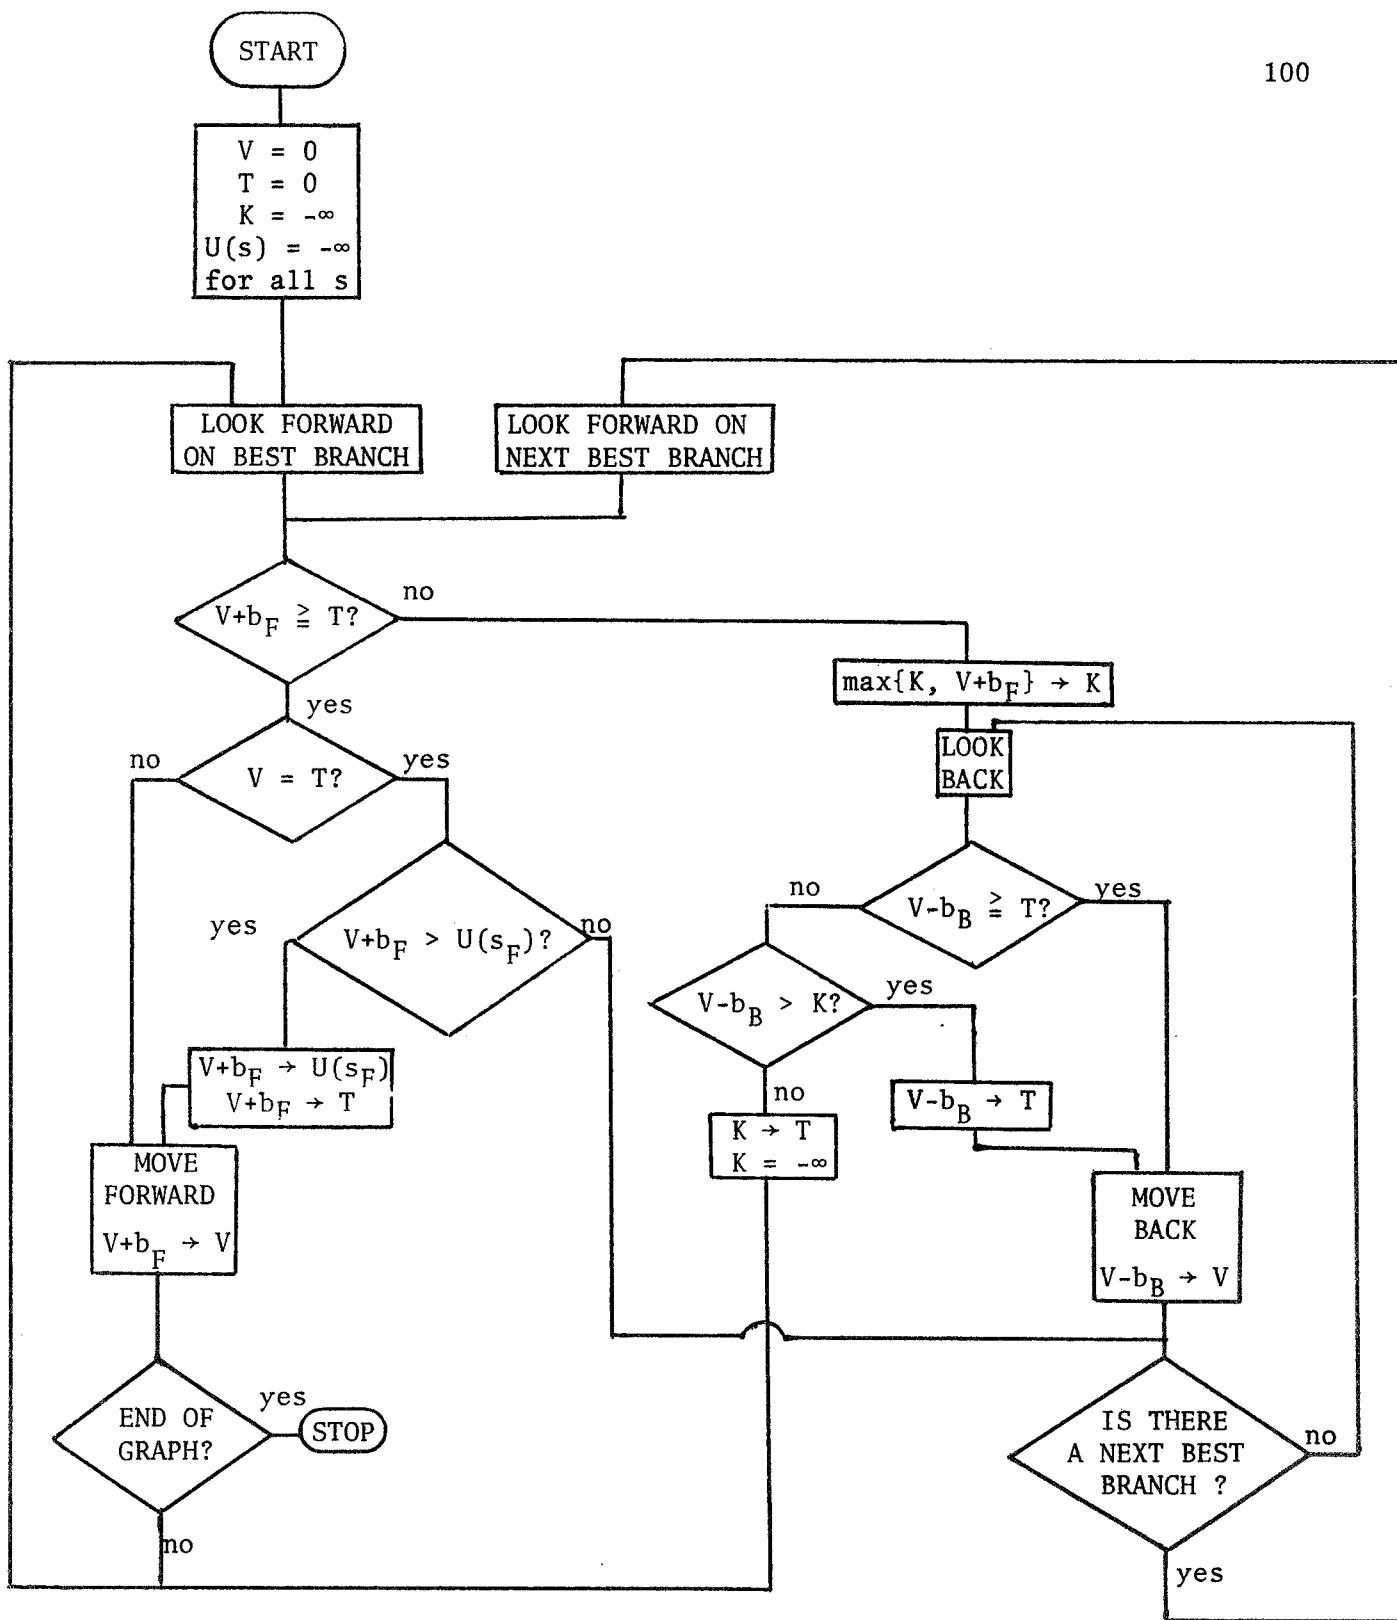 100
START
V = 0
T = 0
K = -∞
U(s) = -∞
for all s
LOOK FORWARD
ON BEST BRANCH
LOOK FORWARD ON
NEXT BEST BRANCH
V+b_F ≧ T?
no
yes
max{K, V+b_F} → K
V = T?
no
yes
LOOK
BACK
V+b_F > U(s_F)?
yes
no
V-b_B ≧ T?
no
yes
V-b_B > K?
yes
no
V+b_F → U(s_F)
V+b_F → T
V-b_B → T
K → T
K = -∞
MOVE
FORWARD
V+b_F → V
MOVE
BACK
V-b_B → V
END OF
GRAPH?
yes
STOP
no
IS THERE
A NEXT BEST
BRANCH ?
no
yes